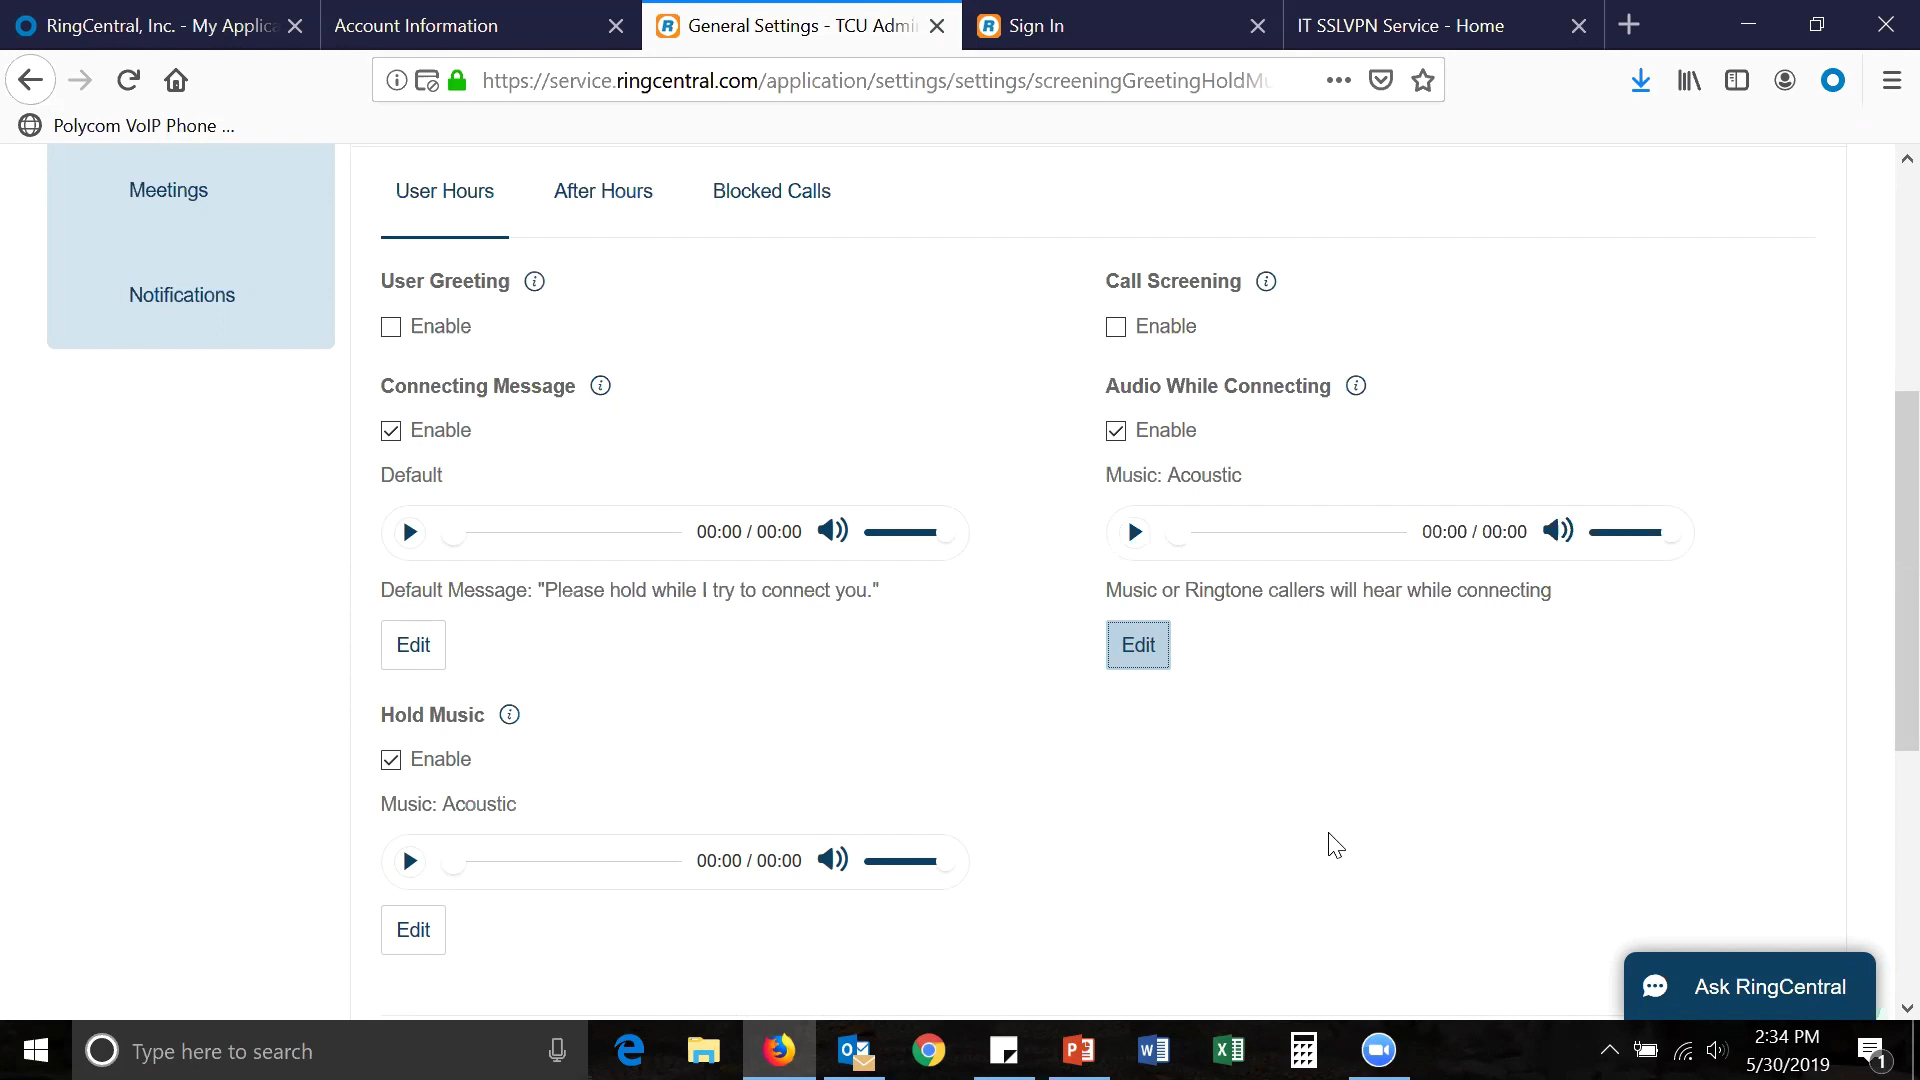 RingCentral, Inc. - My Applica
Account Information
General Settings - TCU Admi
Sign In
IT SSLVPN Service - Home
https://service.ringcentral.com/application/settings/settings/screeningGreetingHoldMu
Polycom VoIP Phone ...
Meetings
Notifications
User Hours
After Hours
Blocked Calls
User Greeting
Call Screening
Enable
Enable
Connecting Message
Audio While Connecting
Enable
Enable
Default
Music: Acoustic
00:00 / 00:00
00:00 / 00:00
Default Message: "Please hold while I try to connect you."
Music or Ringtone callers will hear while connecting
Edit
Edit
Hold Music
Enable
Music: Acoustic
00:00 / 00:00
Edit
Ask RingCentral
Type here to search
2:34 PM
5/30/2019
1